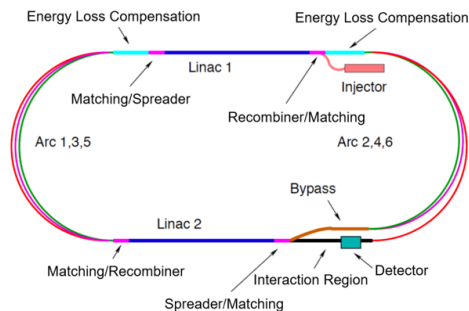 Energy Loss Compensation
Energy Loss Compensation
Linac 1
Injector
Matching/Spreader
Recombiner/Matching
Arc 1,3,5
Arc 2,4,6
Bypass
Linac 2
Matching/Recombiner
Interaction Region
Detector
Spreader/Matching